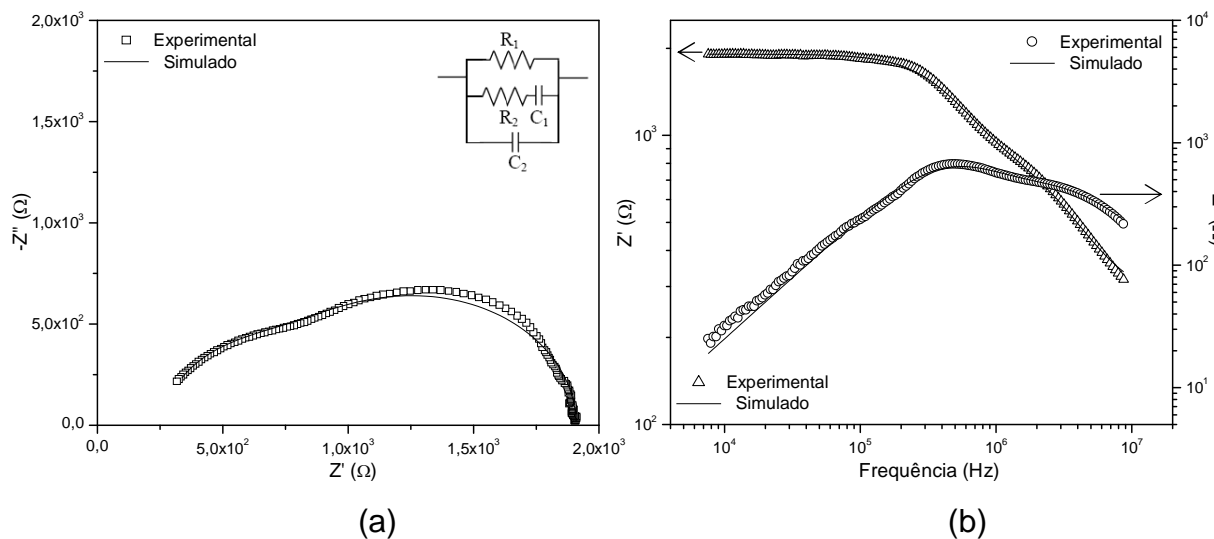 2,0x10³
1,5x10³
1,0x10³
5,0x10²
0,0
-Z" (Ω)
Experimental
Simulado
R₁
R₂ C₁
C₂
0,0 5,0x10² 1,0x10³ 1,5x10³ 2,0x10³
Z' (Ω)
(a)
10³
10²
Z' (Ω)
Experimental
Simulado
Experimental
Simulado
10⁴
10³
10²
10¹
10⁴ 10⁵ 10⁶ 10⁷
Frequência (Hz)
(b)